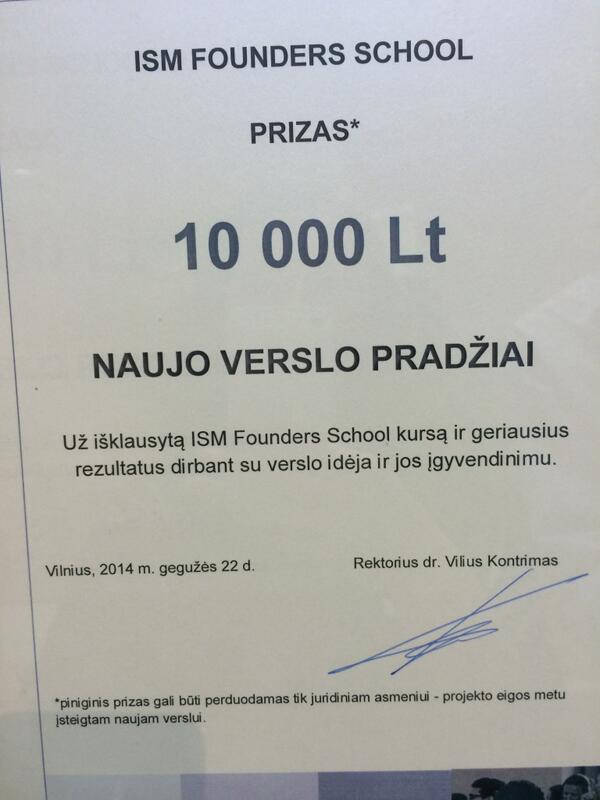 ISM FOUNDERS SCHOOL
PRIZAS*
10 000 Lt
NAUJO VERSLO PRADŽIAI
Už išklausytą ISM Founders School kursą ir geriausius
rezultatus dirbant su verslo idėja ir jos įgyvendinimu.
Vilnius, 2014 m. gegužės 22 d.
Rektorius dr. Vilius Kontrimas
*piniginis prizas gali būti perduodamas tik juridiniam asmeniui - projekto eigos metu
įsteigtam naujam verslui.